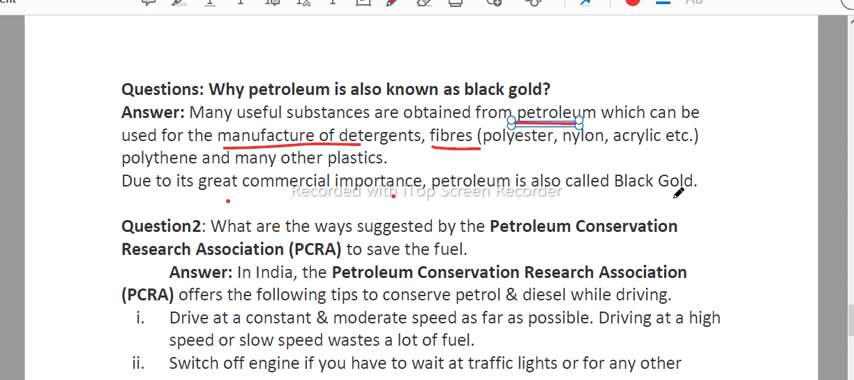 Questions: Why petroleum is also known as black gold?
Answer: Many useful substances are obtained from petroleum which can be
used for the manufacture of detergents, fibres (polyester, nylon, acrylic etc.)
polythene and many other plastics.
Due to its great commercial importance, petroleum is also called Black Gold.
Recorded with iTop Screen Recorder
Question2: What are the ways suggested by the Petroleum Conservation
Research Association (PCRA) to save the fuel.
Answer: In India, the Petroleum Conservation Research Association
(PCRA) offers the following tips to conserve petrol & diesel while driving.
i. Drive at a constant & moderate speed as far as possible. Driving at a high
speed or slow speed wastes a lot of fuel.
ii. Switch off engine if you have to wait at traffic lights or for any other